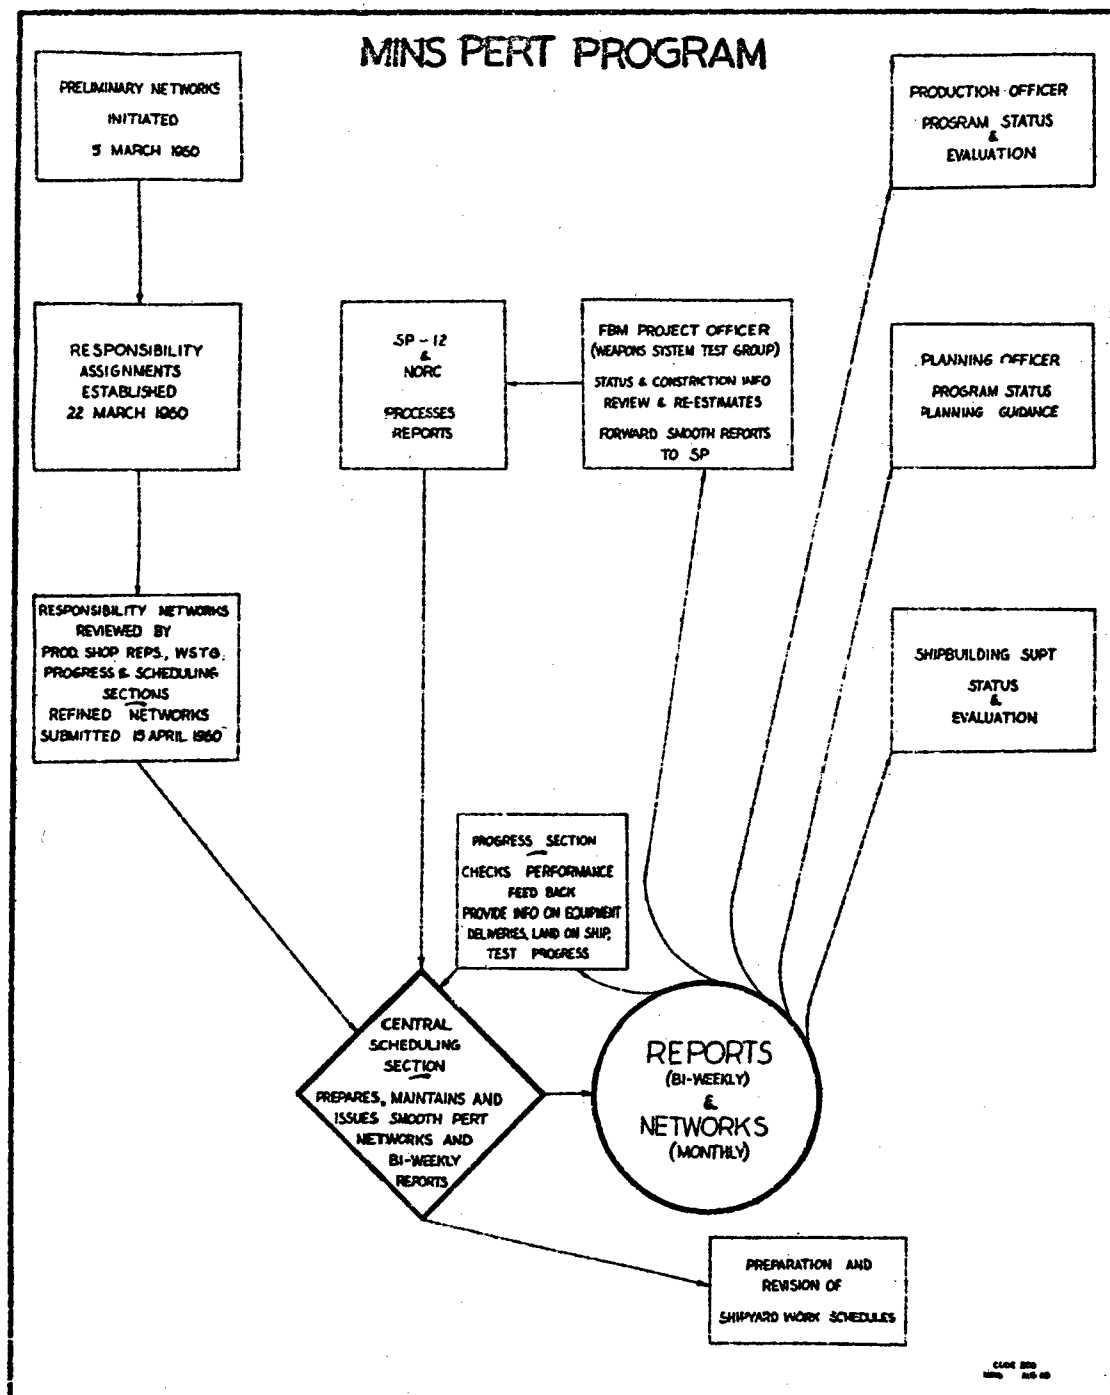 MINS PERT PROGRAM
PRELIMINARY NETWORKS
INITIATED
5 MARCH 1960
RESPONSIBILITY
ASSIGNMENTS
ESTABLISHED
22 MARCH 1960
RESPONSIBILITY NETWORKS
REVIEWED BY
PROD. SHOP REPS., WSTG,
PROGRESS & SCHEDULING
SECTIONS
REFINED NETWORKS
SUBMITTED 15 APRIL 1960
SP-12
&
NORC
PROCESSES
REPORTS
FBM PROJECT OFFICER
(WEAPONS SYSTEM TEST GROUP)
STATUS & CONSTRICTION INFO
REVIEW & RE-ESTIMATES
FORWARD SMOOTH REPORTS
TO SP
PRODUCTION OFFICER
PROGRAM STATUS
&
EVALUATION
PLANNING OFFICER
PROGRAM STATUS
PLANNING GUIDANCE
SHIPBUILDING SUPT
STATUS
&
EVALUATION
PROGRESS SECTION
CHECKS PERFORMANCE
FEED BACK
PROVIDE INFO ON EQUIPMENT
DELIVERIES, LAND ON SHIP,
TEST PROGRESS
CENTRAL
SCHEDULING
SECTION
PREPARES, MAINTAINS AND
ISSUES SMOOTH PERT
NETWORKS AND
BI-WEEKLY
REPORTS
REPORTS
(BI-WEEKLY)
&
NETWORKS
(MONTHLY)
PREPARATION AND
REVISION OF
SHIPYARD WORK SCHEDULES
CODE